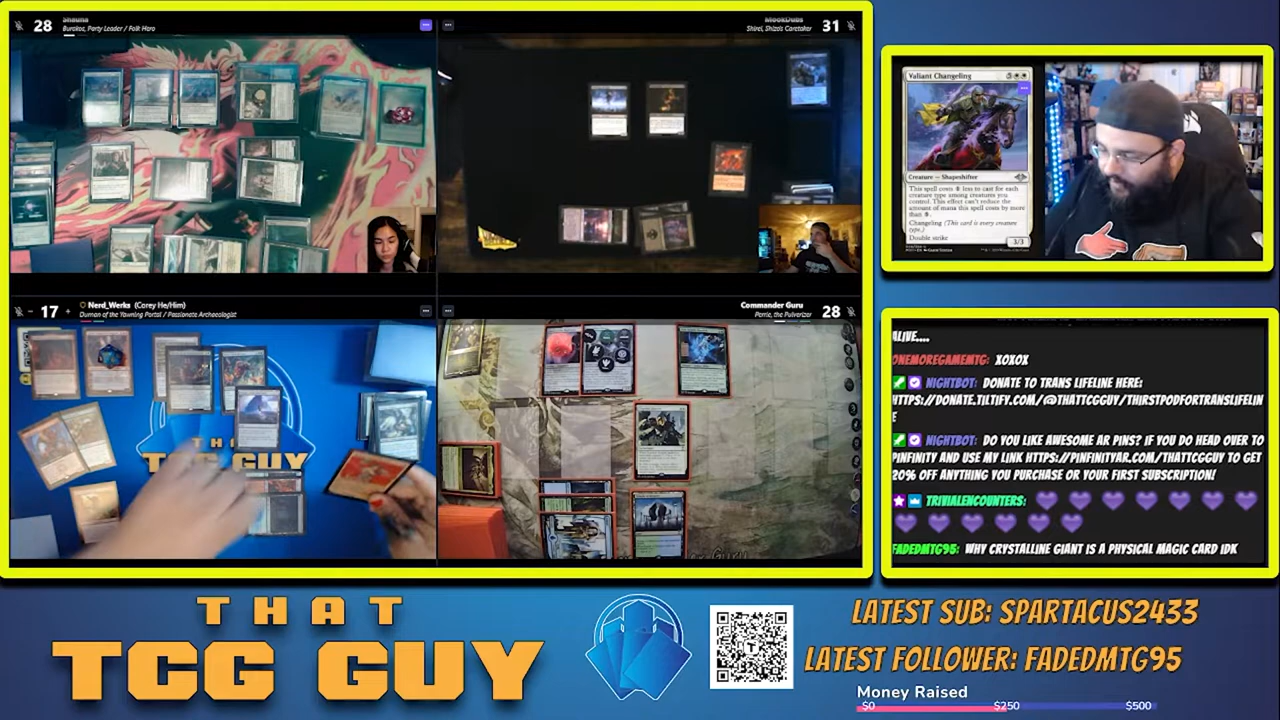 28
Shauna
Burakos, Party Leader / Folk Hero
MookDubs
Shirei, Shizo's Caretaker
31
17
Nerd_Werks (Corey He/Him)
Durnan of the Yawning Portal / Passionate Archaeologist
Commander Guru
Perrie, the Pulverizer
28
THAT
TCG GUY
Valiant Changeling
Creature — Shapeshifter
This spell costs 1 less to cast for each
creature type among creatures you
control. This effect can't reduce the
amount of mana this spell costs by more
than 5.
Changeling (This card is every creature
type.)
Double strike
3/3
ALIVE....
ONEMOREGAMEMTG: XOXOX
NIGHTBOT: DONATE TO TRANS LIFELINE HERE:
HTTPS://DONATE.TILTIFY.COM/@THATTCGGUY/THIRSTPODFORTRANSLIFELIN
E
NIGHTBOT: DO YOU LIKE AWESOME AR PINS? IF YOU DO HEAD OVER TO
PINFINITY AND USE MY LINK HTTPS://PINFINITYAR.COM/THATTCGGUY TO GET
20% OFF ANYTHING YOU PURCHASE OR YOUR FIRST SUBSCRIPTION!
TRIVIALENCOUNTERS:
FADEDMTG95: WHY CRYSTALLINE GIANT IS A PHYSICAL MAGIC CARD IDK
THAT
TCG GUY
LATEST SUB: SPARTACUS2433
LATEST FOLLOWER: FADEDMTG95
Money Raised
$0
$250
$500